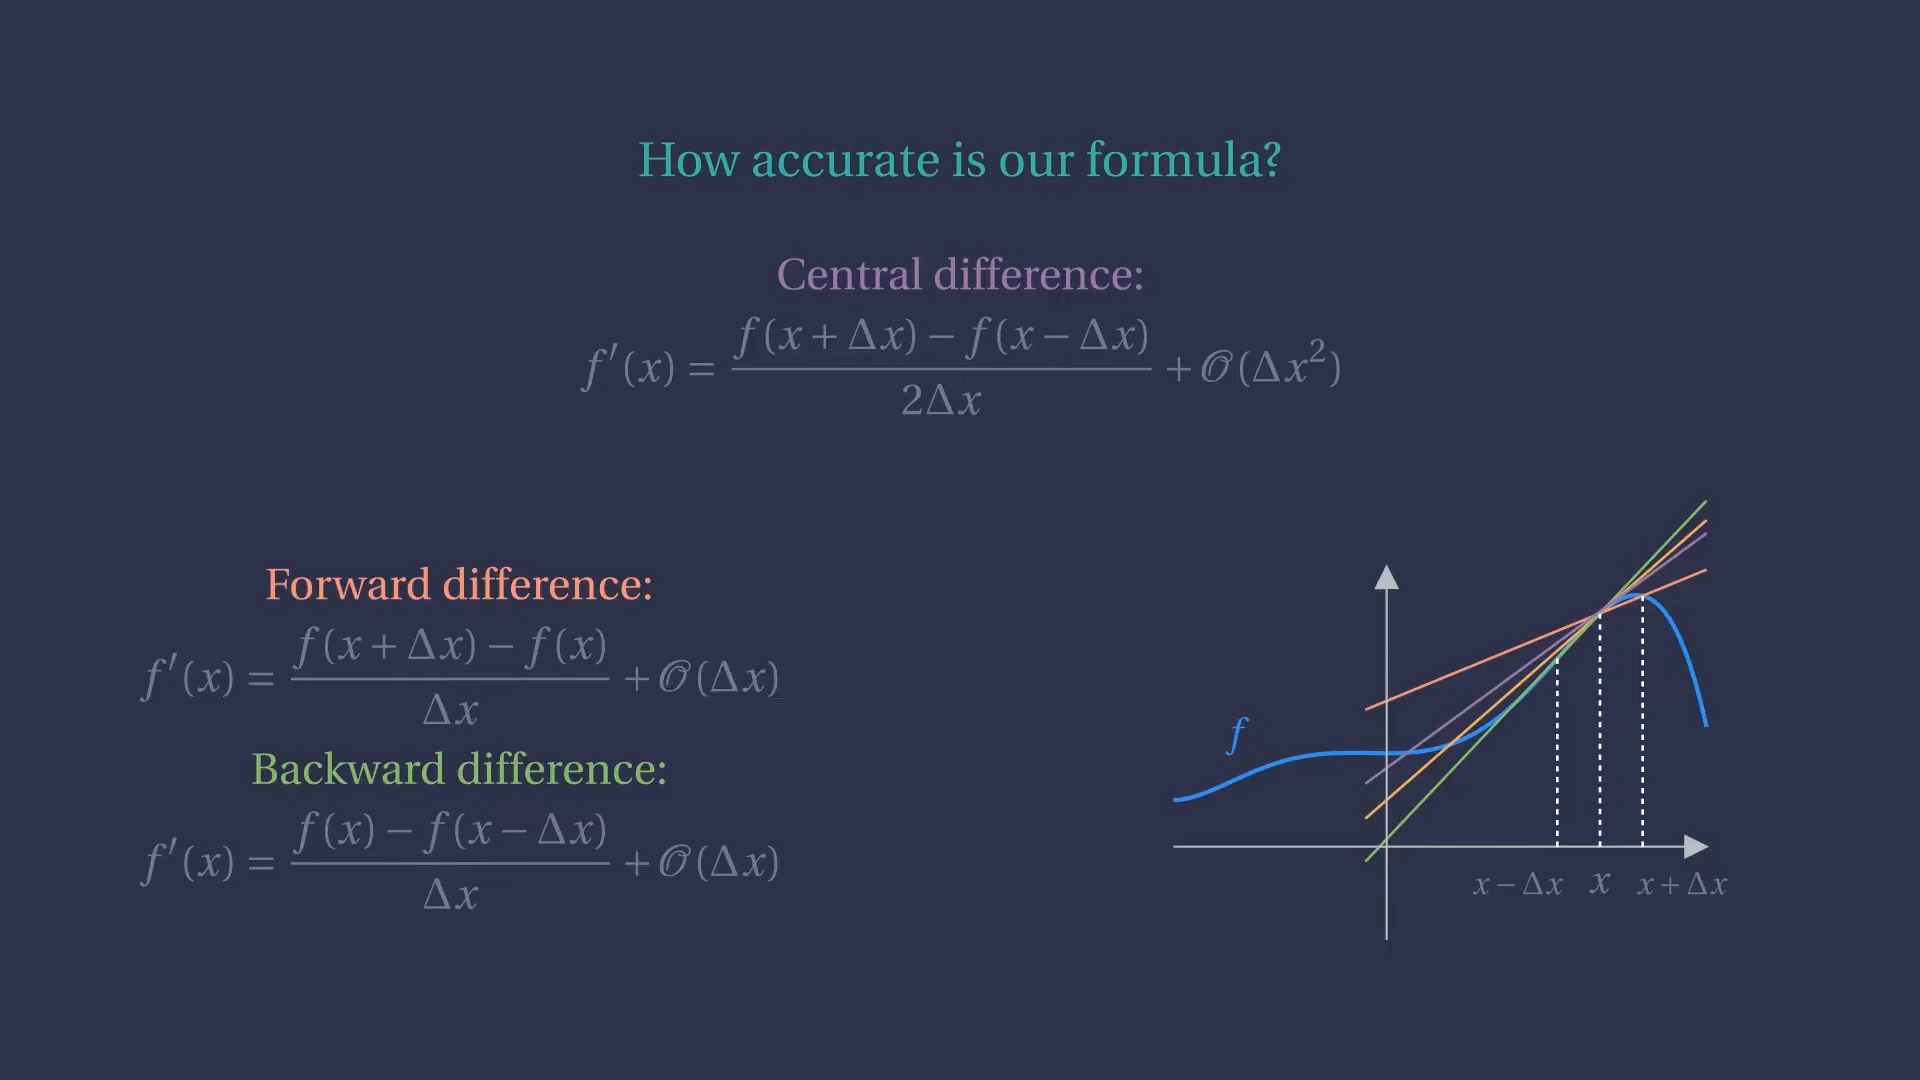 How accurate is our formula?
Central difference:
f′(x) = f(x + Δx) − f(x − Δx) / 2Δx + 𝒪(Δx²)
Forward difference:
f′(x) = f(x + Δx) − f(x) / Δx + 𝒪(Δx)
Backward difference:
f′(x) = f(x) − f(x − Δx) / Δx + 𝒪(Δx)
f
x − Δx x x + Δx